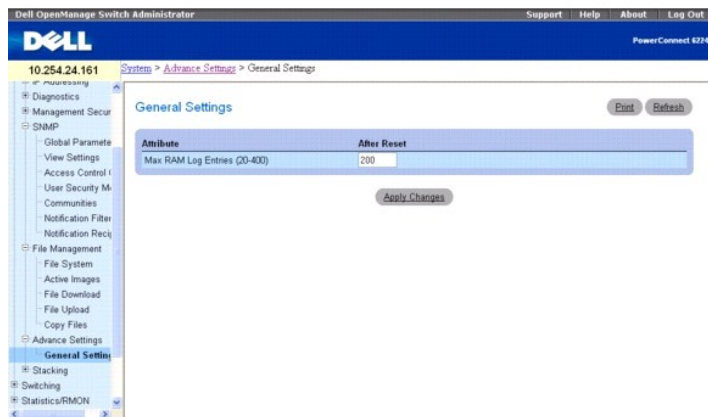 Dell OpenManage Switch Administrator
Support Help About Log Out
DELL
PowerConnect 6224
10.254.24.161
System > Advance Settings > General Settings
IP Addressing
Diagnostics
Management Secur
SNMP
Global Paramete
View Settings
Access Control (
User Security M
Communities
Notification Filter
Notification Recip
File Management
File System
Active Images
File Download
File Upload
Copy Files
Advance Settings
General Setting
Stacking
Switching
Statistics/RMON
General Settings
Print Refresh
Attribute After Reset
Max RAM Log Entries (20-400) 200
Apply Changes